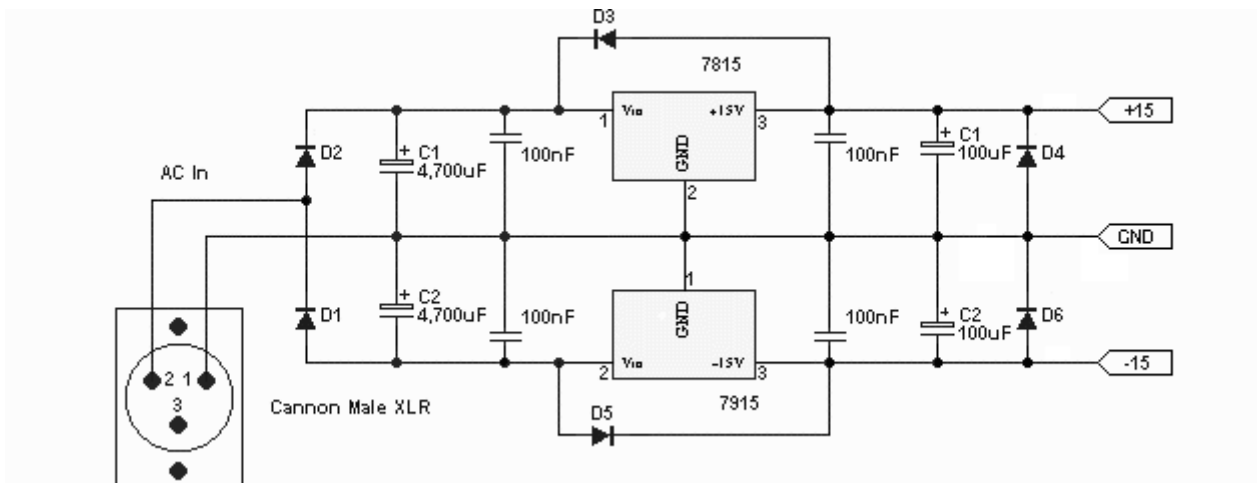 D3
7815
Vin
+15V
1
3
GND
2
+15
D2
C1
4,700uF
100nF
100nF
C1
100uF
D4
AC In
GND
1
C2
4,700uF
100nF
GND
100nF
C2
100uF
D1
D6
Vin
-15V
2
3
-15
7915
D5
2 1
3
Cannon Male XLR
+
+
+
+